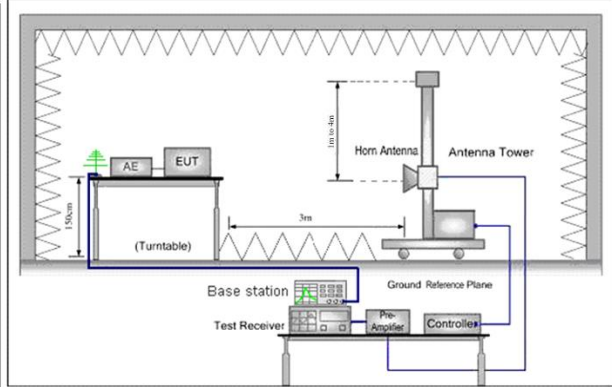 1m to 4m
Horn Antenna
Antenna Tower
AE
EUT
150cm
3m
(Turntable)
Ground Reference Plane
Base station
Test Receiver
Pre-
Amplifier
Controller